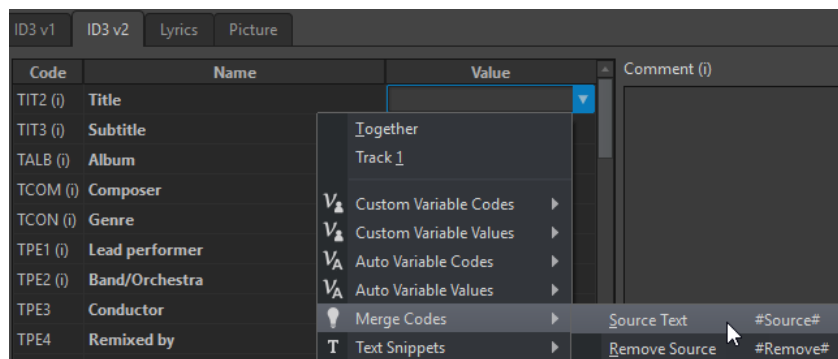 ID3 v1 ID3 v2 Lyrics Picture
Code Name Value Comment (i)
TIT2 (i) Title
TIT3 (i) Subtitle
TALB (i) Album
TCOM (i) Composer
TCON (i) Genre
TPE1 (i) Lead performer
TPE2 (i) Band/Orchestra
TPE3 Conductor
TPE4 Remixed by
Together
Track 1
Custom Variable Codes
Custom Variable Values
Auto Variable Codes
Auto Variable Values
Merge Codes
Text Snippets
Source Text #Source#
Remove Source #Remove#